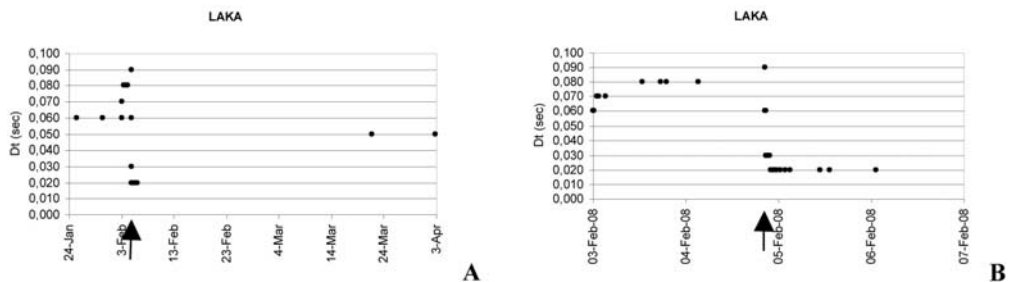 LAKA
0,100
0,090
0,080
0,070
0,060
0,050
0,040
0,030
0,020
0,010
0,000
Dt (sec)
24-Jan
3-Feb
13-Feb
23-Feb
4-Mar
14-Mar
24-Mar
3-Apr
A
LAKA
0,100
0,090
0,080
0,070
0,060
0,050
0,040
0,030
0,020
0,010
0,000
Dt (sec)
03-Feb-08
04-Feb-08
05-Feb-08
06-Feb-08
07-Feb-08
B